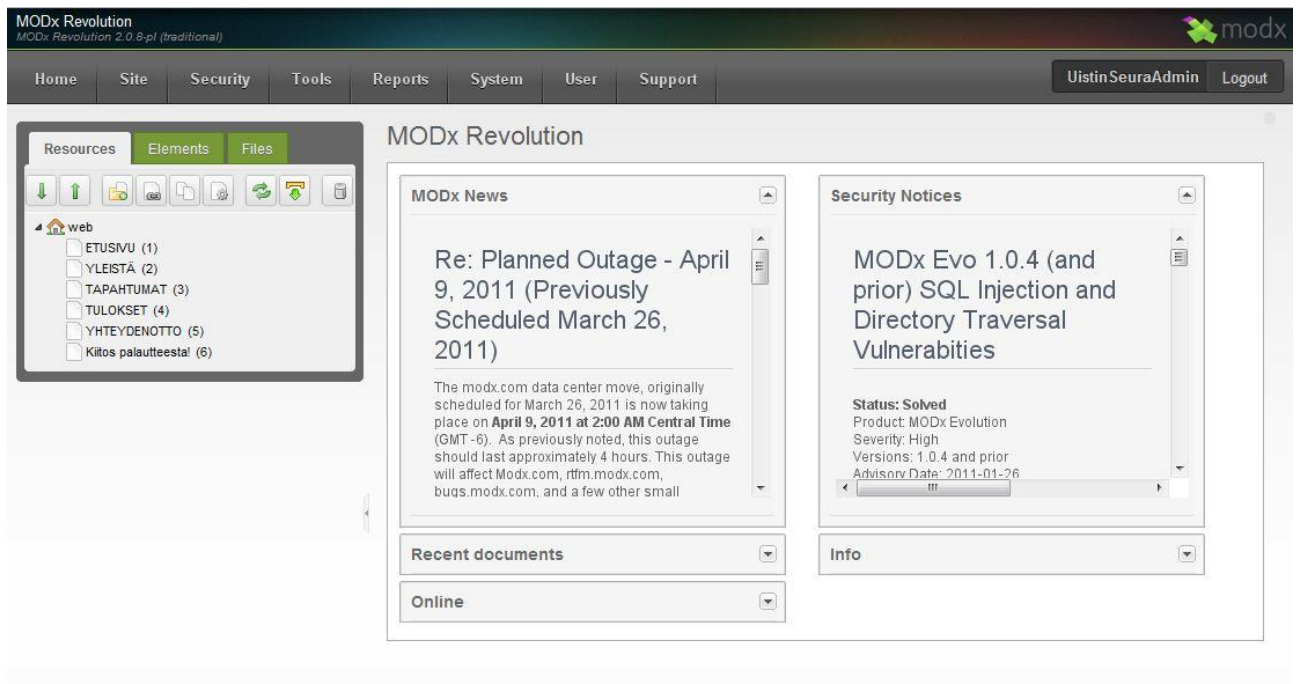 MODx Revolution
MODx Revolution 2.0.8-pl (traditional)
modx
Home Site Security Tools Reports System User Support
UistinSeuraAdmin Logout
Resources Elements Files
web
ETUSIVU (1)
YLEISTÄ (2)
TAPAHTUMAT (3)
TULOKSET (4)
YHTEYDENOTTO (5)
Kiitos palautteesta! (6)
MODx Revolution
MODx News
Re: Planned Outage - April
9, 2011 (Previously
Scheduled March 26,
2011)
The modx.com data center move, originally
scheduled for March 26, 2011 is now taking
place on April 9, 2011 at 2:00 AM Central Time
(GMT -6). As previously noted, this outage
should last approximately 4 hours. This outage
will affect Modx.com, rtfm.modx.com,
bugs.modx.com, and a few other small
Recent documents
Online
Security Notices
MODx Evo 1.0.4 (and
prior) SQL Injection and
Directory Traversal
Vulnerabities
Status: Solved
Product: MODx Evolution
Severity: High
Versions: 1.0.4 and prior
Advisory Date: 2011-01-26
Info